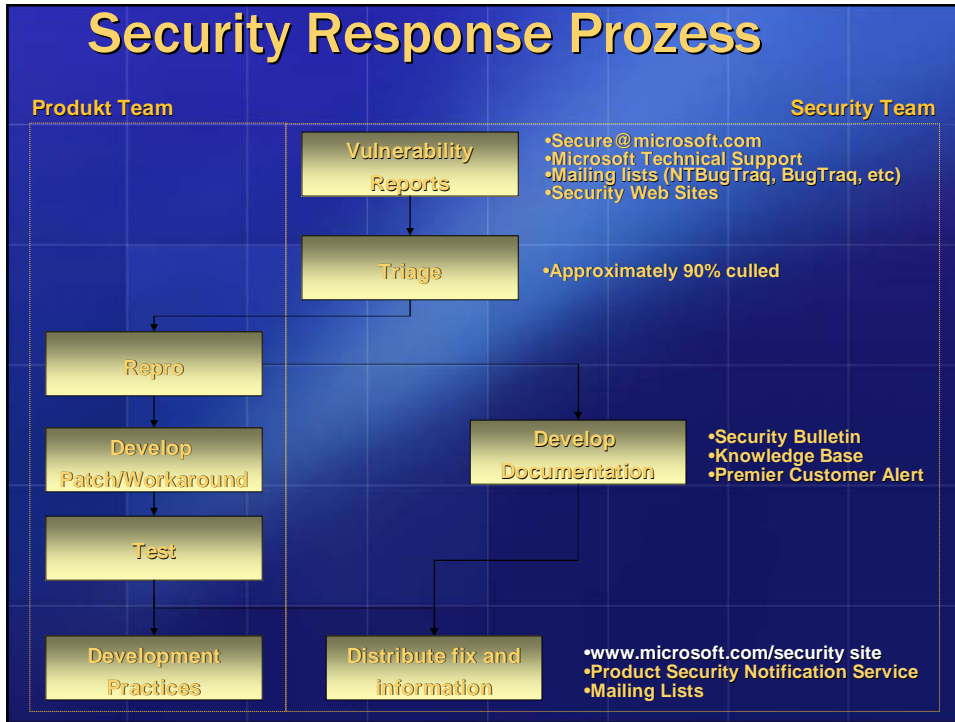 Security Response Prozess
Produkt Team
Security Team
Vulnerability
Reports
•Secure@microsoft.com
•Microsoft Technical Support
•Mailing lists (NTBugTraq, BugTraq, etc)
•Security Web Sites
Triage
•Approximately 90% culled
Repro
Develop
Patch/Workaround
Develop
Documentation
•Security Bulletin
•Knowledge Base
•Premier Customer Alert
Test
Development
Practices
Distribute fix and
information
•www.microsoft.com/security site
•Product Security Notification Service
•Mailing Lists